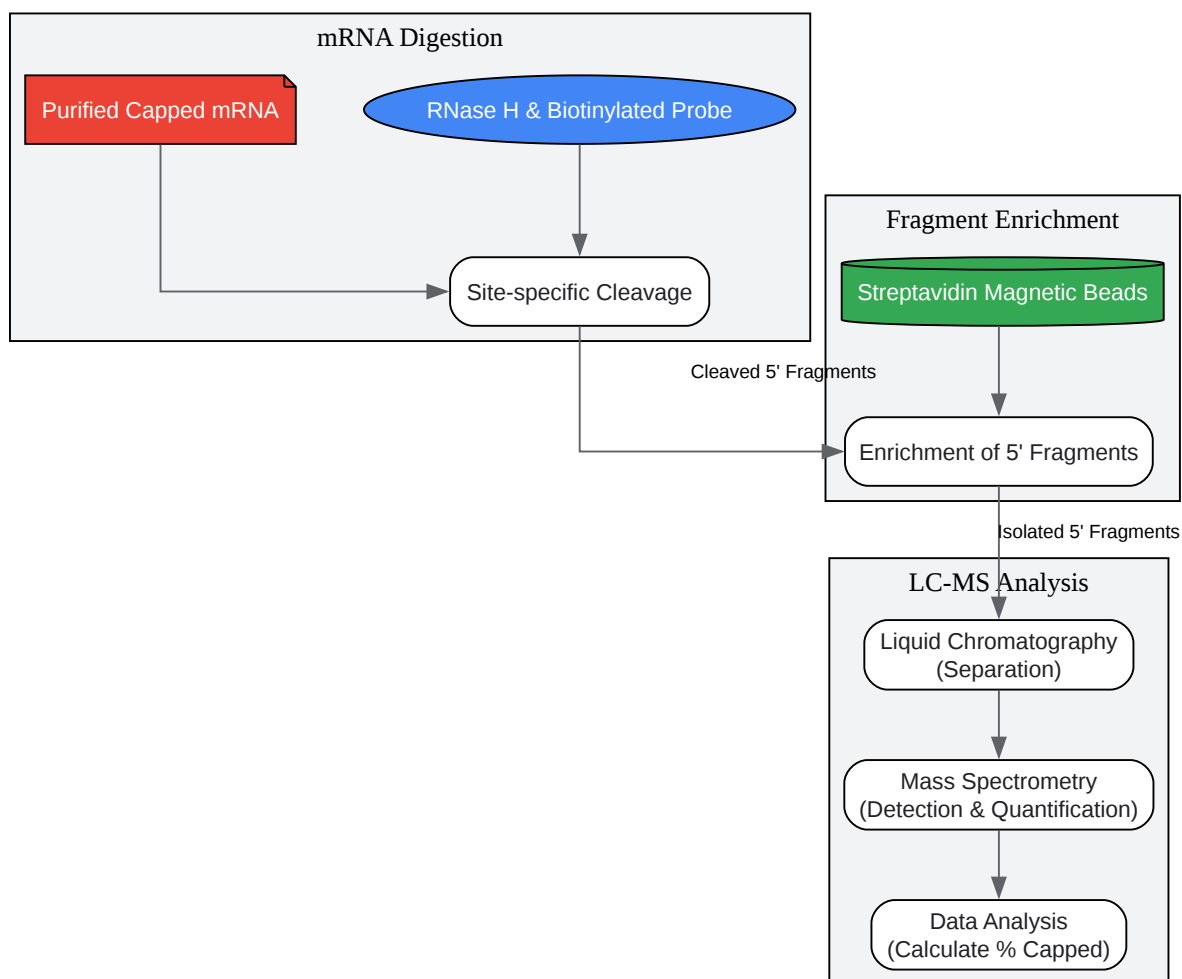 mRNA Digestion
Purified Capped mRNA
RNase H & Biotinylated Probe
Site-specific Cleavage
Fragment Enrichment
Streptavidin Magnetic Beads
Cleaved 5' Fragments
Enrichment of 5' Fragments
Isolated 5' Fragments
LC-MS Analysis
Liquid Chromatography
(Separation)
Mass Spectrometry
(Detection & Quantification)
Data Analysis
(Calculate % Capped)